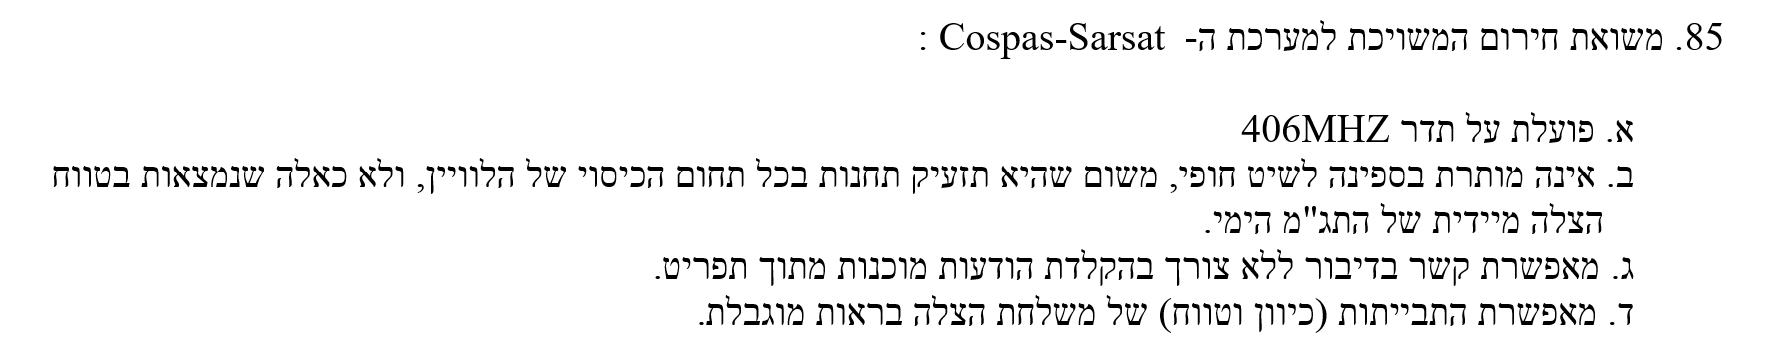 85. משואת חירום המשויכת למערכת ה- Cospas-Sarsat :
א. פועלת על תדר 406MHZ
ב. אינה מותרת בספינה לשיט חופי, משום שהיא תזעיק תחנות בכל תחום הכיסוי של הלוויין, ולא כאלה שנמצאות בטווח
הצלה מיידית של התג"מ הימי.
ג. מאפשרת קשר בדיבור ללא צורך בהקלדת הודעות מוכנות מתוך תפריט.
ד. מאפשרת התבייתות (כיוון וטווח) של משלחת הצלה בראות מוגבלת.